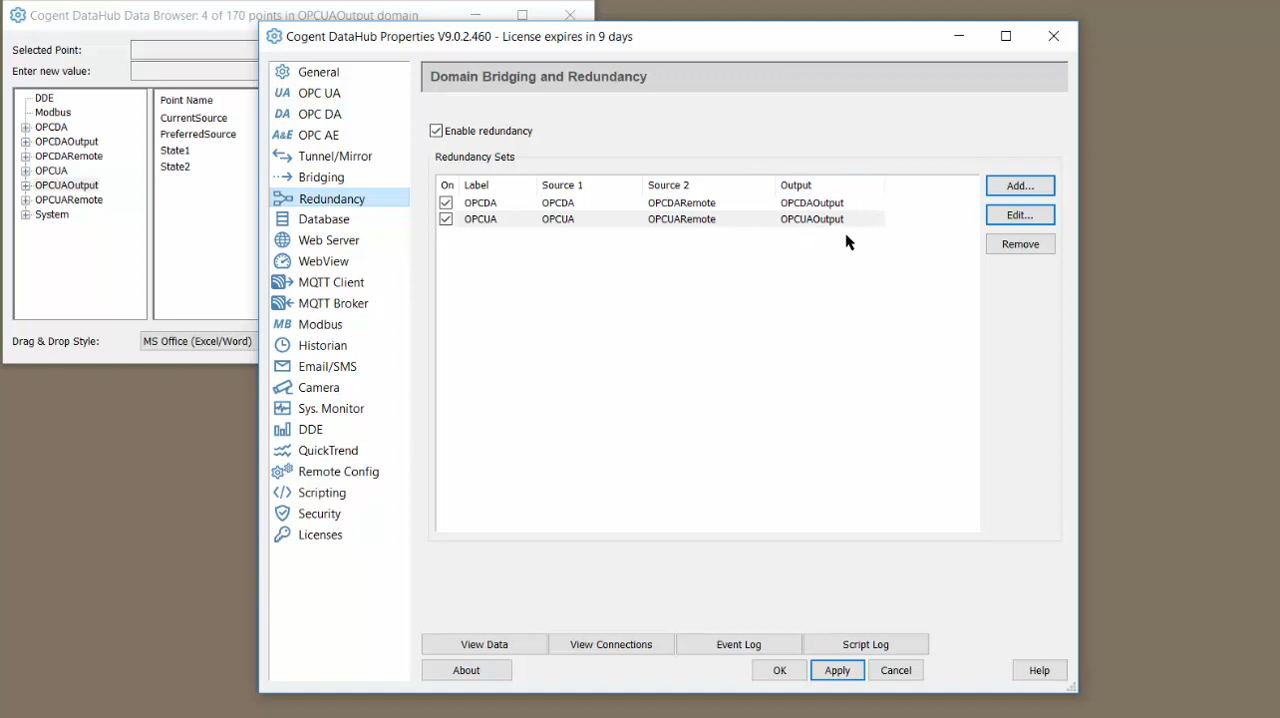 Cogent DataHub Data Browser: 4 of 170 points in OPCUAOutput domain
Selected Point:
Enter new value:
DDE
Modbus
OPCDA
OPCDAOutput
OPCDARemote
OPCUA
OPCUAOutput
OPCUARemote
System
Point Name
CurrentSource
PreferredSource
State1
State2
Drag & Drop Style:
MS Office (Excel/Word)
Cogent DataHub Properties V9.0.2.460 - License expires in 9 days
General
UA OPC UA
DA OPC DA
A&E OPC AE
Tunnel/Mirror
Bridging
Redundancy
Database
Web Server
WebView
MQTT Client
MQTT Broker
MB Modbus
Historian
Email/SMS
Camera
Sys. Monitor
DDE
QuickTrend
Remote Config
Scripting
Security
Licenses
Domain Bridging and Redundancy
Enable redundancy
Redundancy Sets
On Label Source 1 Source 2 Output
OPCDA OPCDA OPCDARemote OPCDAOutput
OPCUA OPCUA OPCUARemote OPCUAOutput
Add...
Edit...
Remove
View Data View Connections Event Log Script Log
About OK Apply Cancel Help